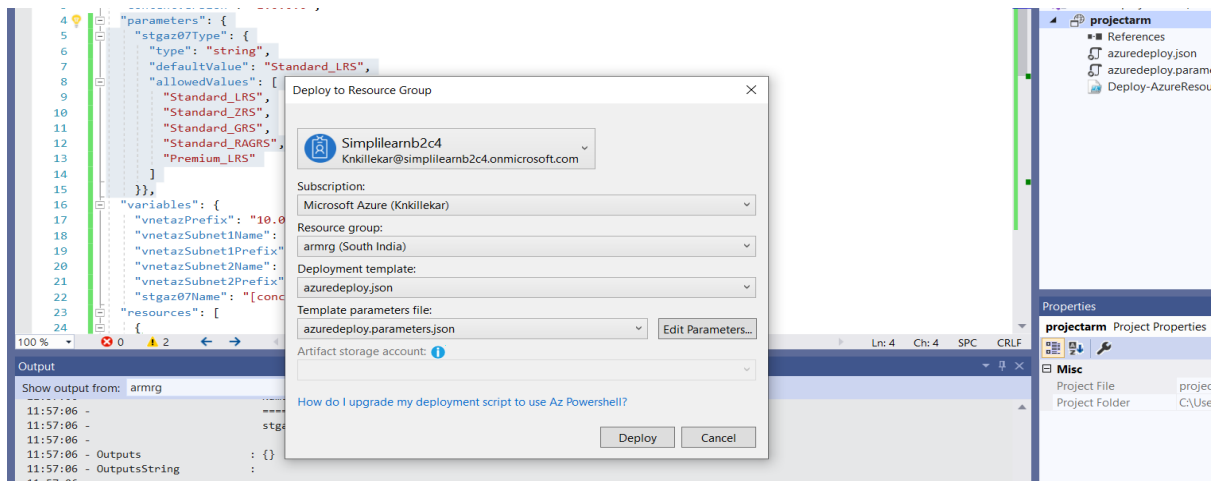 4 "parameters": {
5 "stgaz07Type": {
6 "type": "string",
7 "defaultValue": "Standard_LRS",
8 "allowedValues": [
9 "Standard_LRS",
10 "Standard_ZRS",
11 "Standard_GRS",
12 "Standard_RAGRS",
13 "Premium_LRS"
14 ]
15 }},
16 "variables": {
17 "vnetazPrefix": "10.0
18 "vnetazSubnet1Name":
19 "vnetazSubnet1Prefix"
20 "vnetazSubnet2Name":
21 "vnetazSubnet2Prefix"
22 "stgaz07Name": "[conc
23 "resources": [
24 {
100 % 0 2 Ln: 4 Ch: 4 SPC CRLF
Deploy to Resource Group
Simplilearnb2c4
Knkillekar@simplilearnb2c4.onmicrosoft.com
Subscription:
Microsoft Azure (Knkillekar)
Resource group:
armrg (South India)
Deployment template:
azuredeploy.json
Template parameters file:
azuredeploy.parameters.json Edit Parameters...
Artifact storage account:
How do I upgrade my deployment script to use Az Powershell?
Deploy Cancel
Output
Show output from: armrg
11:57:06 - ====
11:57:06 - stga
11:57:06 -
11:57:06 - Outputs : {}
11:57:06 - OutputsString :
projectarm
References
azuredeploy.json
azuredeploy.parame
Deploy-AzureResou
Properties
projectarm Project Properties
Misc
Project File projec
Project Folder C:\Use